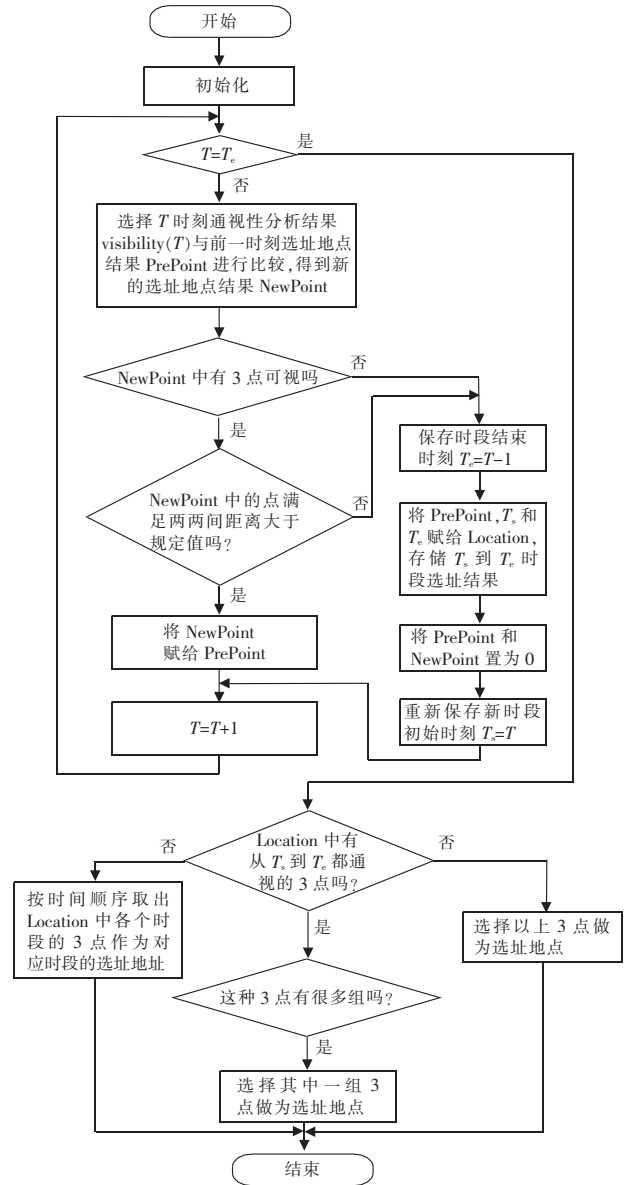 开始
初始化
T=Te
是
否
选择 T 时刻通视性分析结果
visibility(T)与前一时刻选址地点
结果 PrePoint 进行比较,得到新
的选址地点结果 NewPoint
NewPoint 中有 3 点可视吗
否
是
NewPoint 中的点满
足两两间距离大于
规定值吗?
否
是
将 NewPoint
赋给 PrePoint
T=T+1
保存时段结束
时刻 Te=T-1
将 PrePoint,Ts 和
Te 赋给 Location,
存储 Ts 到 Te 时
段选址结果
将 PrePoint 和
NewPoint 置为 0
重新保存新时段
初始时刻 Ts=T
Location 中有
从 Ts 到 Te 都通
视的 3 点吗?
否
否
是
按时间顺序取出
Location 中各个时
段的 3 点作为对
应时段的选址地址
选择以上 3 点做
为选址地点
这种 3 点有很多组吗?
是
选择其中一组 3
点做为选址地点
结束